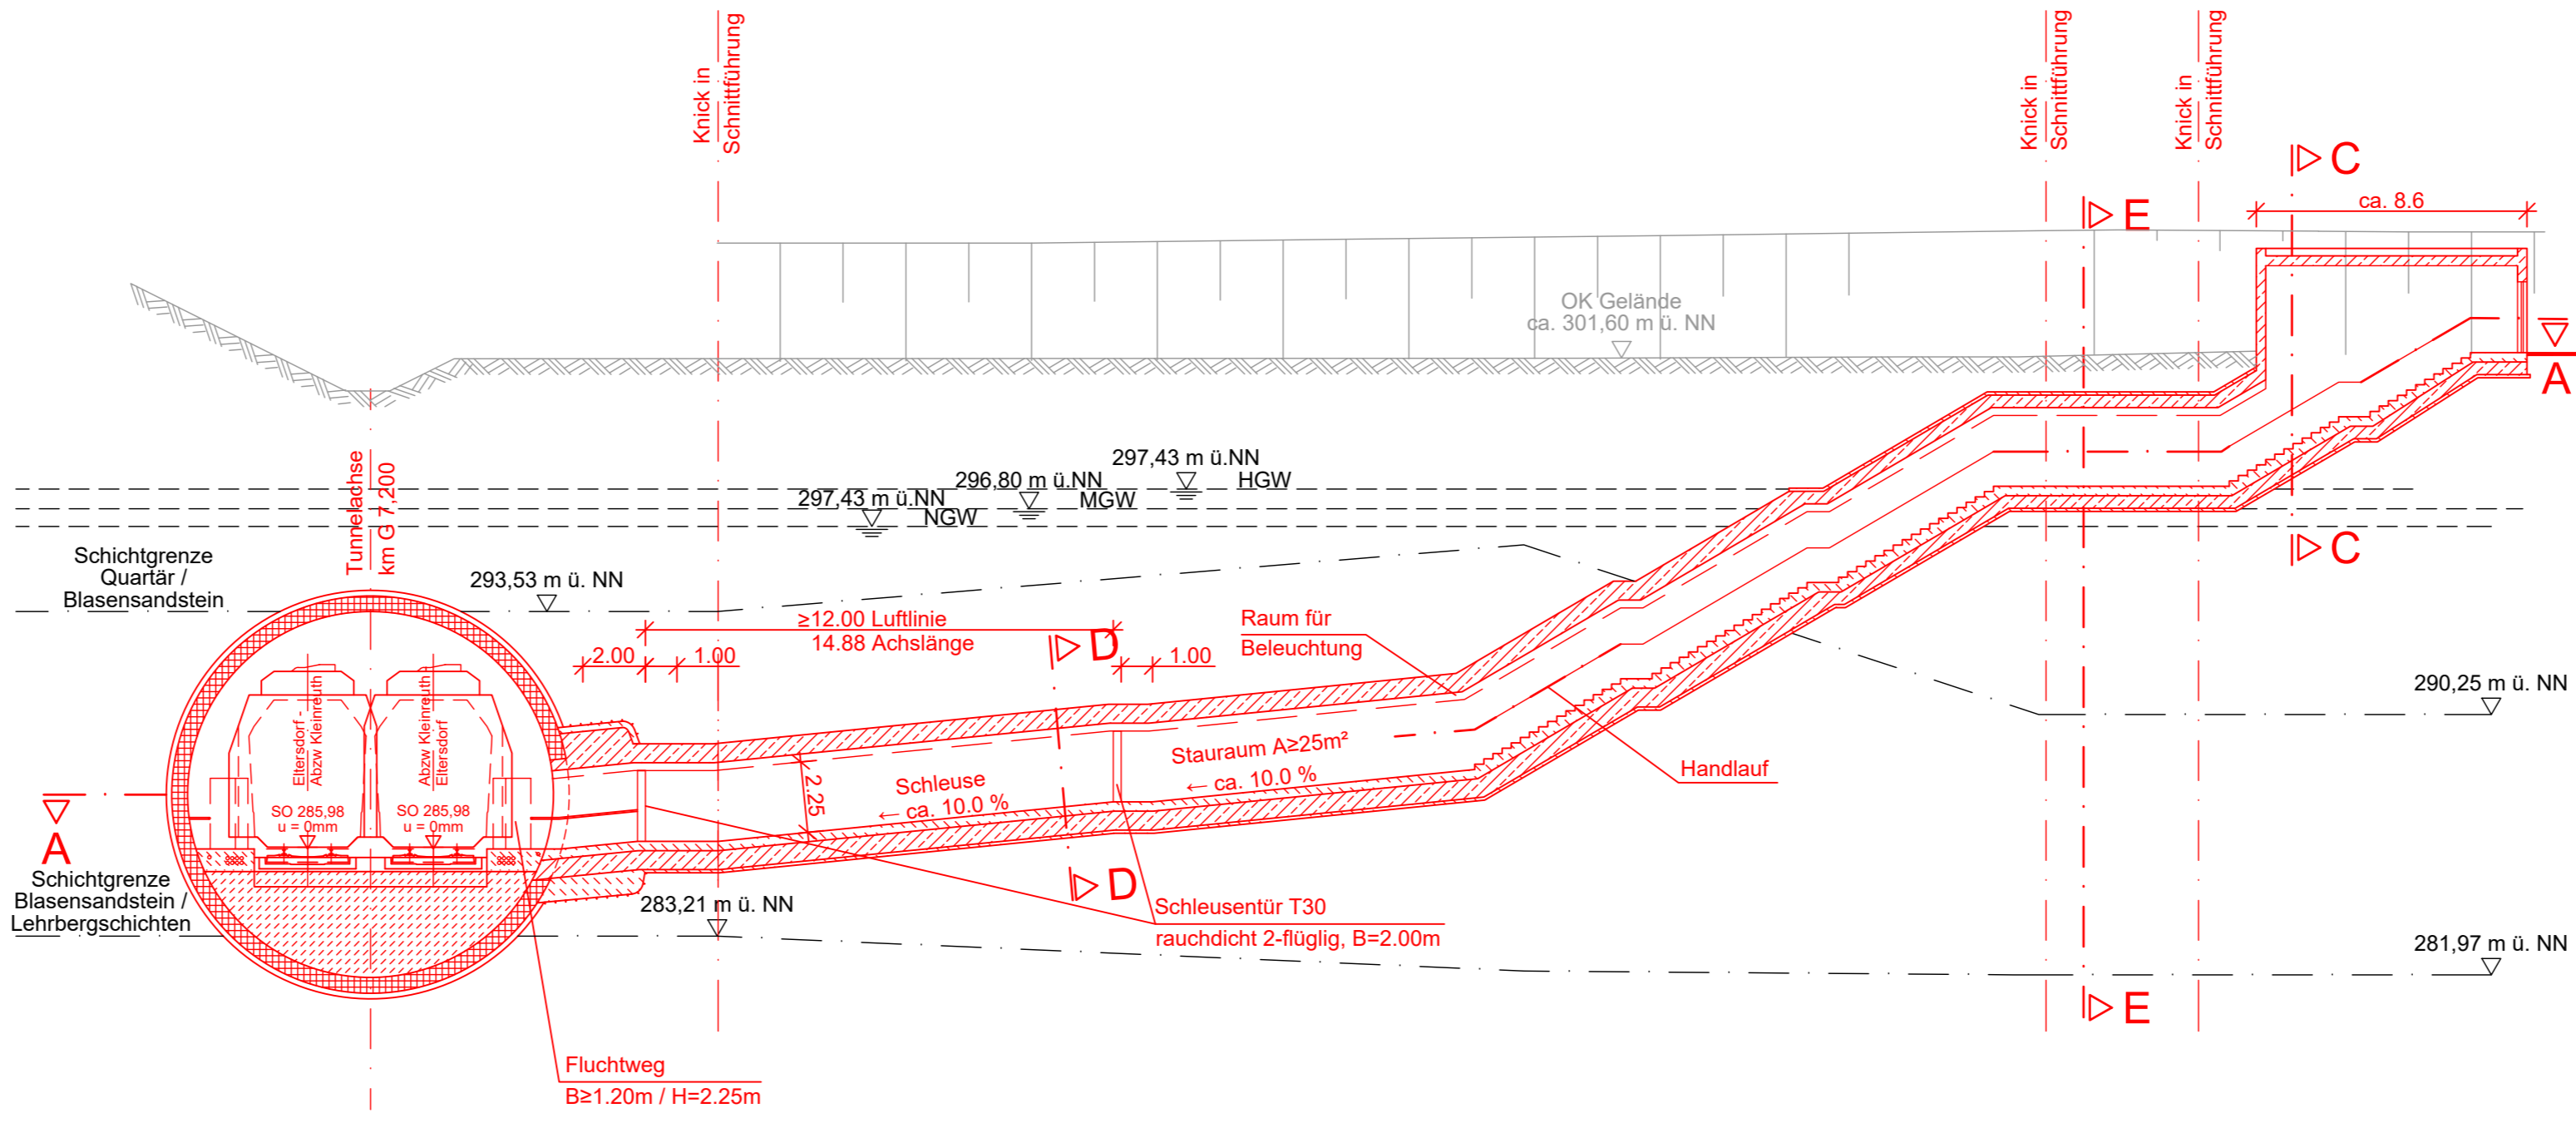 Knick in
Schnittführung
Knick in
Schnittführung
Knick in
Schnittführung
C
ca. 8.6
E
OK Gelände
ca. 301,60 m ü. NN
A
Tunnelachse
km G 7,200
297,43 m ü.NN
HGW
296,80 m ü.NN
MGW
297,43 m ü.NN
NGW
C
Schichtgrenze
Quartär /
Blasensandstein
293,53 m ü. NN
≥12.00 Luftlinie
14.88 Achslänge
D
2.00
1.00
1.00
Raum für
Beleuchtung
290,25 m ü. NN
Eltersdorf -
Abzw Kleinreuth
Abzw Kleinreuth
Eltersdorf
SO 285,98
u = 0mm
SO 285,98
u = 0mm
2.25
Schleuse
← ca. 10.0 %
Stauraum A≥25m²
← ca. 10.0 %
Handlauf
A
Schichtgrenze
Blasensandstein /
Lehrbergschichten
283,21 m ü. NN
D
Schleusentür T30
rauchdicht 2-flüglig, B=2.00m
281,97 m ü. NN
E
Fluchtweg
B≥1.20m / H=2.25m